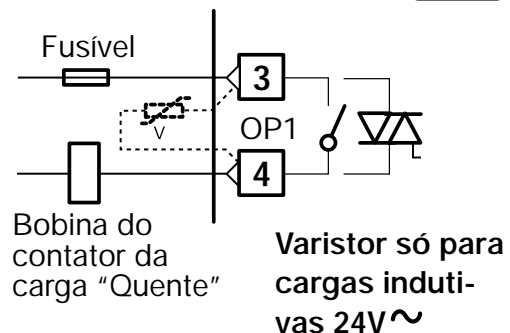 Fusível
3
V
OP1
4
Bobina do
contator da
carga “Quente”
Varistor só para
cargas induti-
vas 24V~